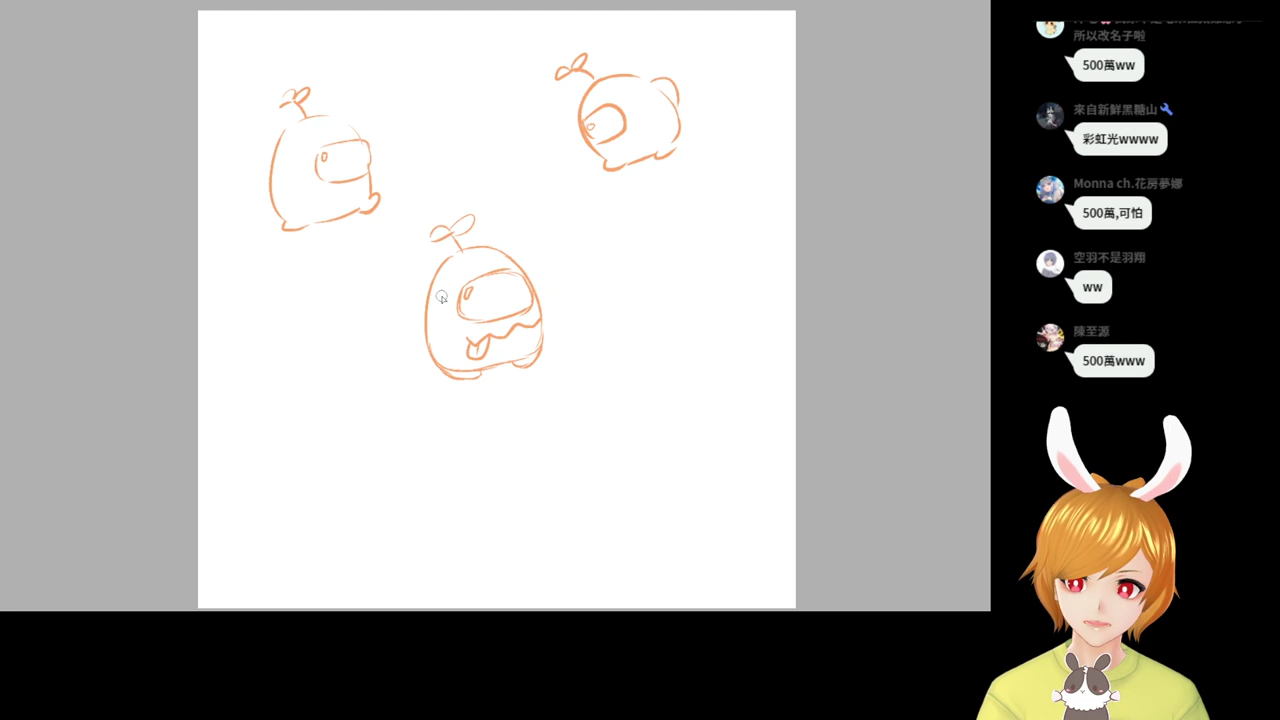 所以改名子啦
500萬ww
來自新鮮黑糖山
彩虹光wwww
Monna ch.花房夢娜
500萬,可怕
空羽不是羽翔
ww
陳至源
500萬www